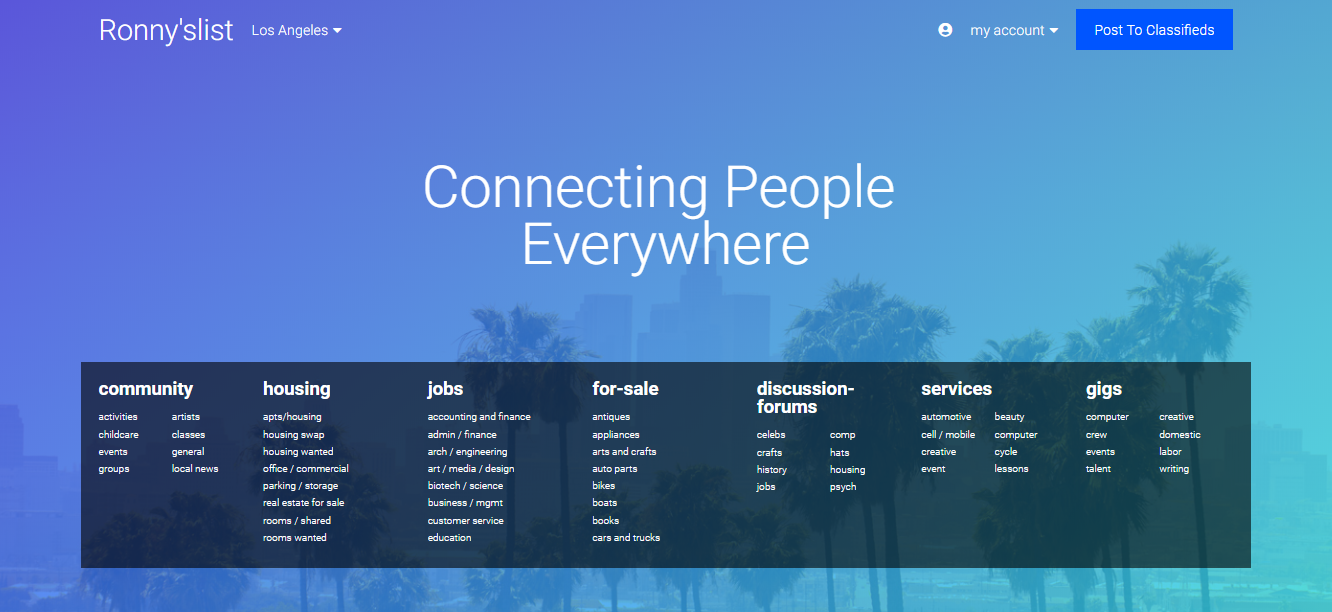 Ronny'slist
Los Angeles
my account
Post To Classifieds
Connecting People
Everywhere
community
activities
childcare
events
groups
artists
classes
general
local news
housing
apts/housing
housing swap
housing wanted
office / commercial
parking / storage
real estate for sale
rooms / shared
rooms wanted
jobs
accounting and finance
admin / finance
arch / engineering
art / media / design
biotech / science
business / mgmt
customer service
education
for-sale
antiques
appliances
arts and crafts
auto parts
bikes
boats
books
cars and trucks
discussion-
forums
celebs
crafts
history
jobs
comp
hats
housing
psych
services
automotive
cell / mobile
creative
event
beauty
computer
cycle
lessons
gigs
computer
crew
events
talent
creative
domestic
labor
writing